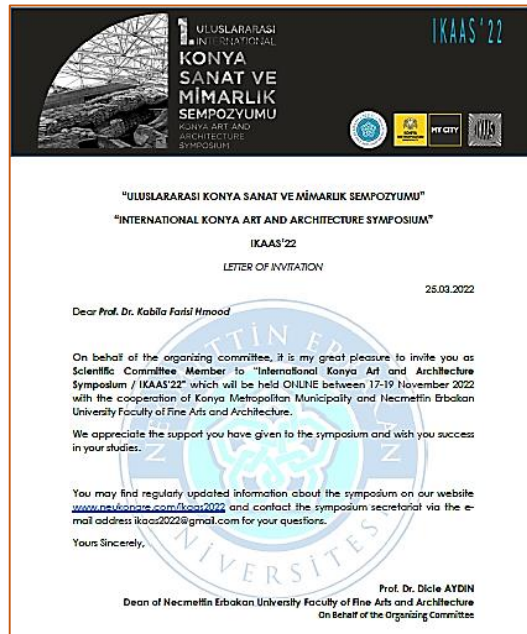 1. ULUSLARARASI
INTERNATIONAL
KONYA
SANAT VE
MİMARLIK
SEMPOZYUMU
KONYA ART AND
ARCHITECTURE
SYMPOSIUM
IKAAS'22
MY CITY
"ULUSLARARASI KONYA SANAT VE MİMARLIK SEMPOZYUMU"
"INTERNATIONAL KONYA ART AND ARCHITECTURE SYMPOSIUM"
IKAAS'22
LETTER OF INVITATION
25.03.2022
Dear Prof. Dr. Kabila Farisi Hmood
On behalf of the organizing committee, it is my great pleasure to invite you as
Scientific Committee Member to "International Konya Art and Architecture
Symposium / IKAAS'22" which will be held ONLINE between 17-19 November 2022
with the cooperation of Konya Metropolitan Municipality and Necmettin Erbakan
University Faculty of Fine Arts and Architecture.
We appreciate the support you have given to the symposium and wish you success
in your studies.
You may find regularly updated information about the symposium on our website
www.neukongre.com/ikaas2022 and contact the symposium secretariat via the e-
mail address ikaas2022@gmail.com for your questions.
Yours Sincerely,
Prof. Dr. Dicle AYDIN
Dean of Necmettin Erbakan University Faculty of Fine Arts and Architecture
On Behalf of the Organizing Committee